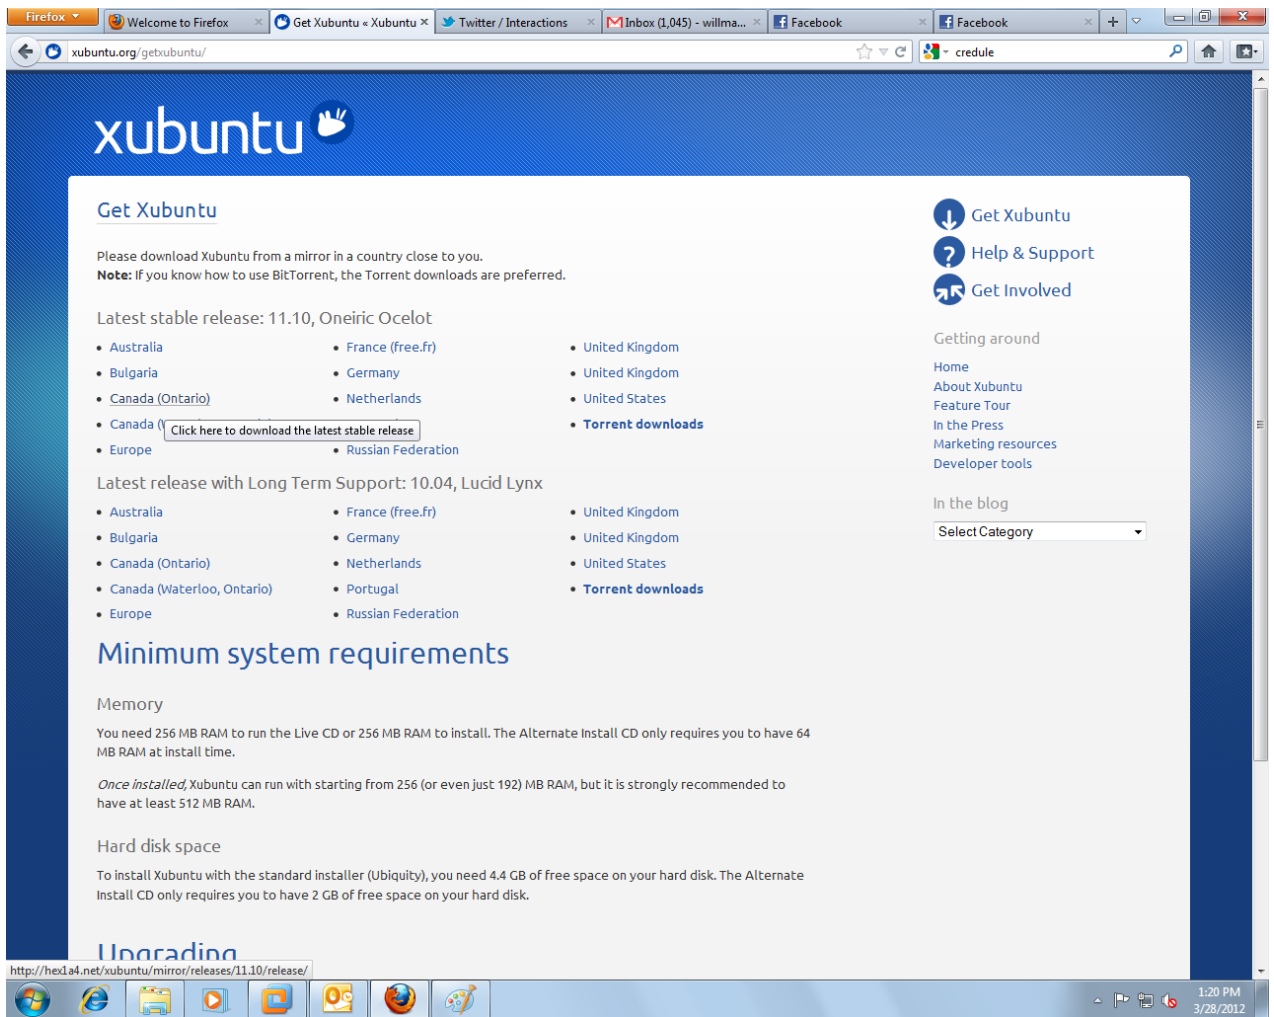 Firefox
Welcome to Firefox
Get Xubuntu « Xubuntu
Twitter / Interactions
Inbox (1,045) - willma...
Facebook
Facebook
xubuntu.org/getxubuntu/
credule
xubuntu
Get Xubuntu
Please download Xubuntu from a mirror in a country close to you.
Note: If you know how to use BitTorrent, the Torrent downloads are preferred.
Latest stable release: 11.10, Oneiric Ocelot
Australia
Bulgaria
Canada (Ontario)
Canada (
Click here to download the latest stable release
Europe
France (free.fr)
Germany
Netherlands
Russian Federation
United Kingdom
United Kingdom
United States
Torrent downloads
Latest release with Long Term Support: 10.04, Lucid Lynx
Australia
Bulgaria
Canada (Ontario)
Canada (Waterloo, Ontario)
Europe
France (free.fr)
Germany
Netherlands
Portugal
Russian Federation
United Kingdom
United Kingdom
United States
Torrent downloads
Minimum system requirements
Memory
You need 256 MB RAM to run the Live CD or 256 MB RAM to install. The Alternate Install CD only requires you to have 64
MB RAM at install time.
Once installed, Xubuntu can run with starting from 256 (or even just 192) MB RAM, but it is strongly recommended to
have at least 512 MB RAM.
Hard disk space
To install Xubuntu with the standard installer (Ubiquity), you need 4.4 GB of free space on your hard disk. The Alternate
Install CD only requires you to have 2 GB of free space on your hard disk.
Upgrading
Get Xubuntu
Help & Support
Get Involved
Getting around
Home
About Xubuntu
Feature Tour
In the Press
Marketing resources
Developer tools
In the blog
Select Category
http://hex1a4.net/xubuntu/mirror/releases/11.10/release/
1:20 PM
3/28/2012